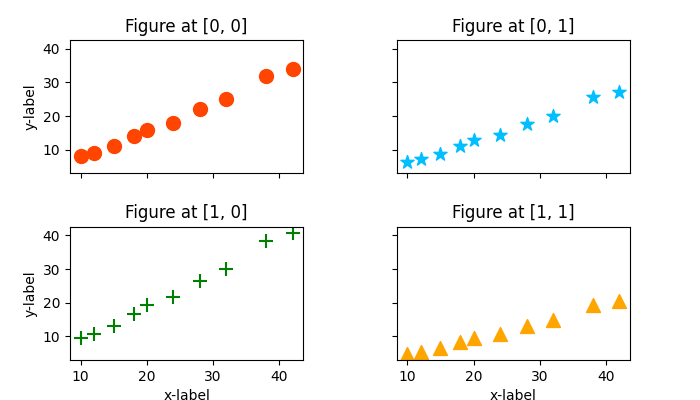 Figure at [0, 0]
40
30
20
10
y-label
Figure at [0, 1]
Figure at [1, 0]
40
30
20
10
y-label
10 20 30 40
x-label
Figure at [1, 1]
10 20 30 40
x-label